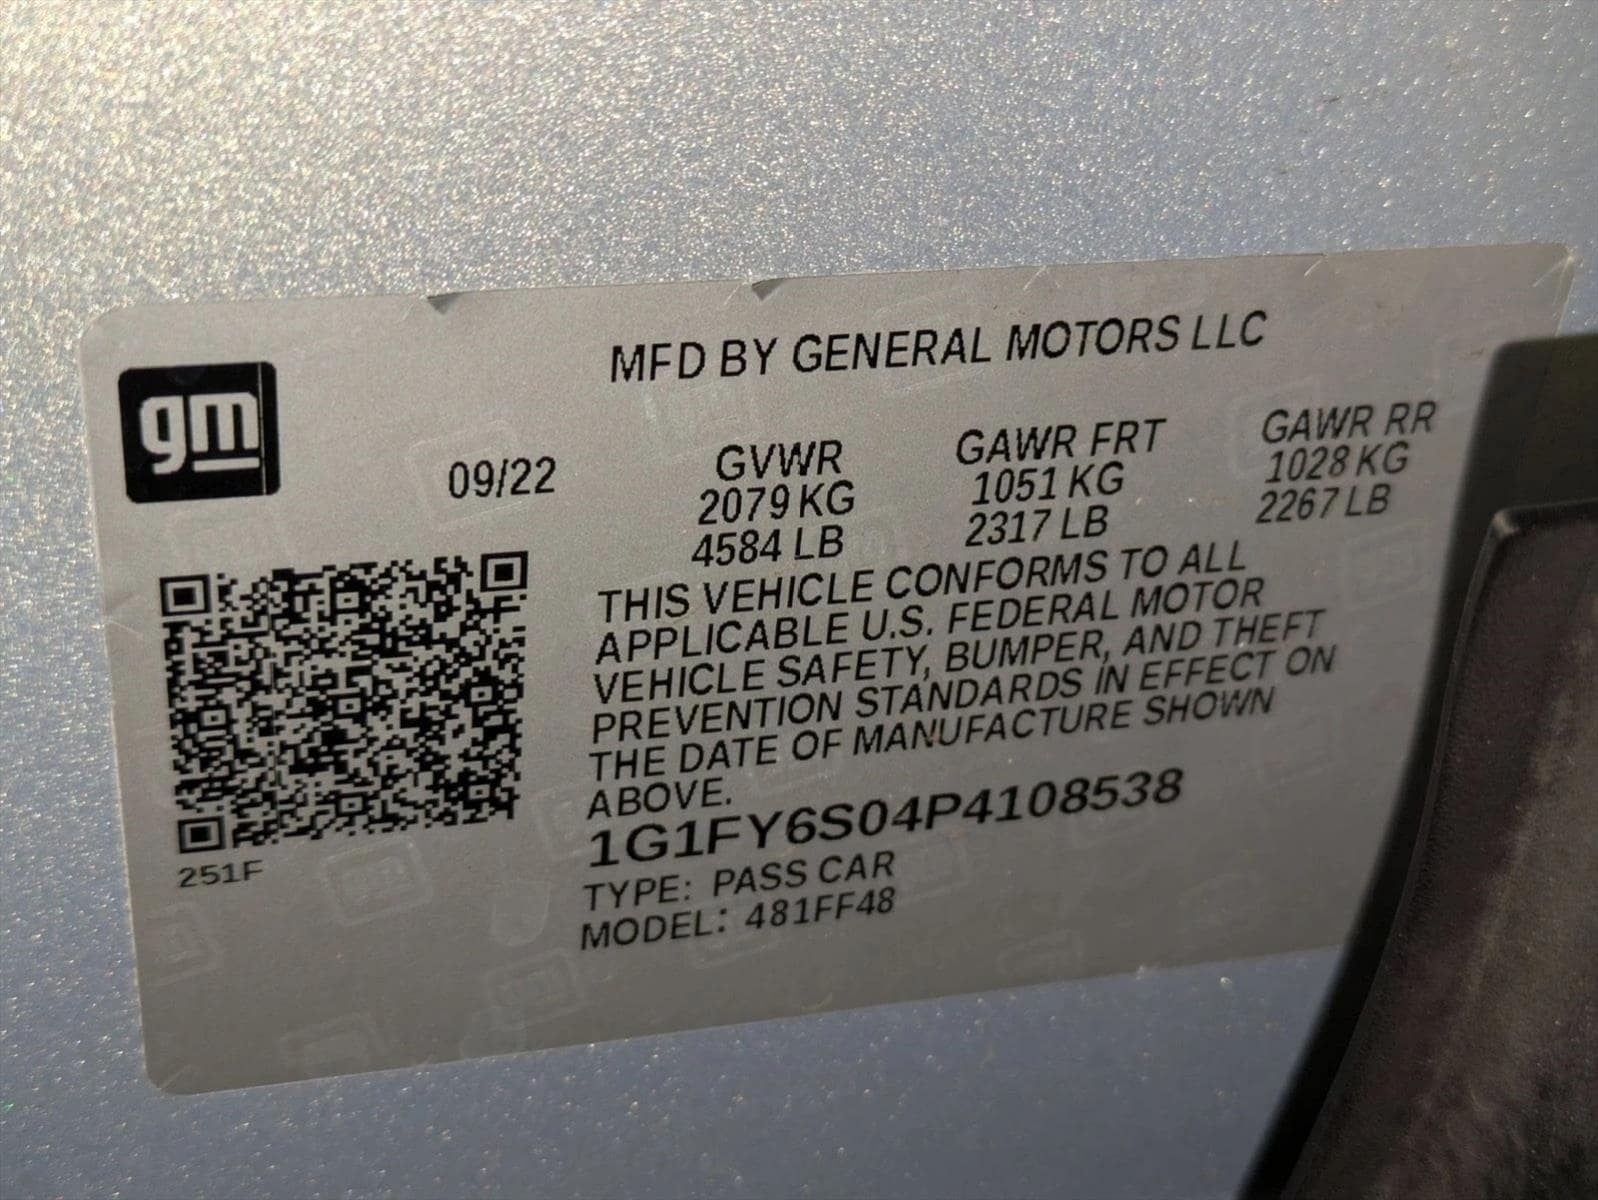 MFD BY GENERAL MOTORS LLC
gm
09/22 GVWR GAWR FRT GAWR RR
2079 KG 1051 KG 1028 KG
4584 LB 2317 LB 2267 LB
THIS VEHICLE CONFORMS TO ALL
APPLICABLE U.S. FEDERAL MOTOR
VEHICLE SAFETY, BUMPER, AND THEFT
PREVENTION STANDARDS IN EFFECT ON
THE DATE OF MANUFACTURE SHOWN
ABOVE.
1G1FY6S04P4108538
251F
TYPE: PASS CAR
MODEL: 481FF48